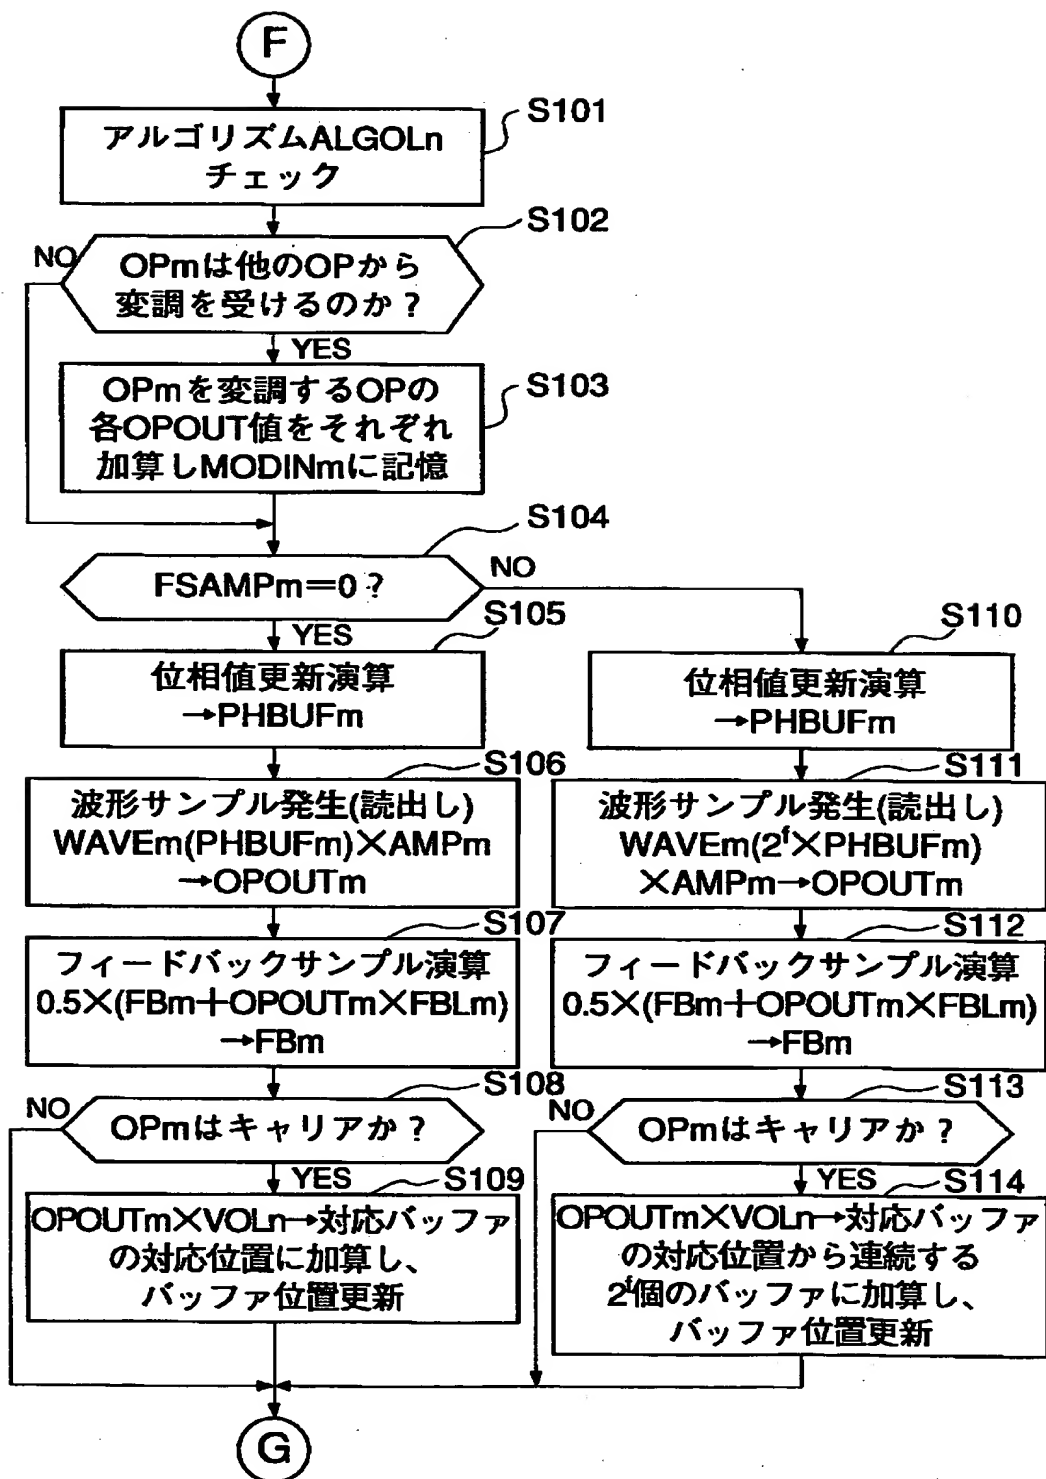 F
S101
アルゴリズムALGOLn
チェック
S102
NO
OPmは他のOPから
変調を受けるのか？
YES
S103
OPmを変調するOPの
各OPOUT値をそれぞれ
加算しMODINmに記憶
S104
FSAMPm＝0？
NO
YES
S105
位相値更新演算
→PHBUFm
S106
波形サンプル発生(読出し)
WAVEm(PHBUFm)×AMPm
→OPOUTm
S107
フィードバックサンプル演算
0.5×(FBm＋OPOUTm×FBLm)
→FBm
S108
NO
OPmはキャリアか？
YES
S109
OPOUTm×VOLn→対応バッファ
の対応位置に加算し、
バッファ位置更新
S110
位相値更新演算
→PHBUFm
S111
波形サンプル発生(読出し)
WAVEm(2^f×PHBUFm)
×AMPm→OPOUTm
S112
フィードバックサンプル演算
0.5×(FBm＋OPOUTm×FBLm)
→FBm
S113
NO
OPmはキャリアか？
YES
S114
OPOUTm×VOLn→対応バッファ
の対応位置から連続する
2^f個のバッファに加算し、
バッファ位置更新
G